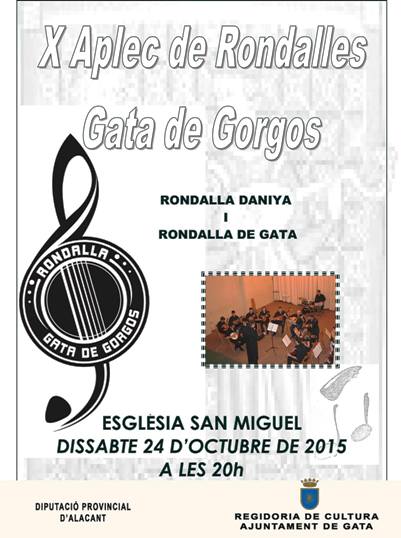 X Aplec de Rondalles
Gata de Gorgos
RONDALLA DANIYA
I
RONDALLA DE GATA
RONDALLA
GATA DE GORGOS
ESGLÈSIA SAN MIGUEL
DISSABTE 24 D'OCTUBRE DE 2015
A LES 20h
DIPUTACIÓ PROVINCIAL
D'ALACANT
REGIDORIA DE CULTURA
AJUNTAMENT DE GATA